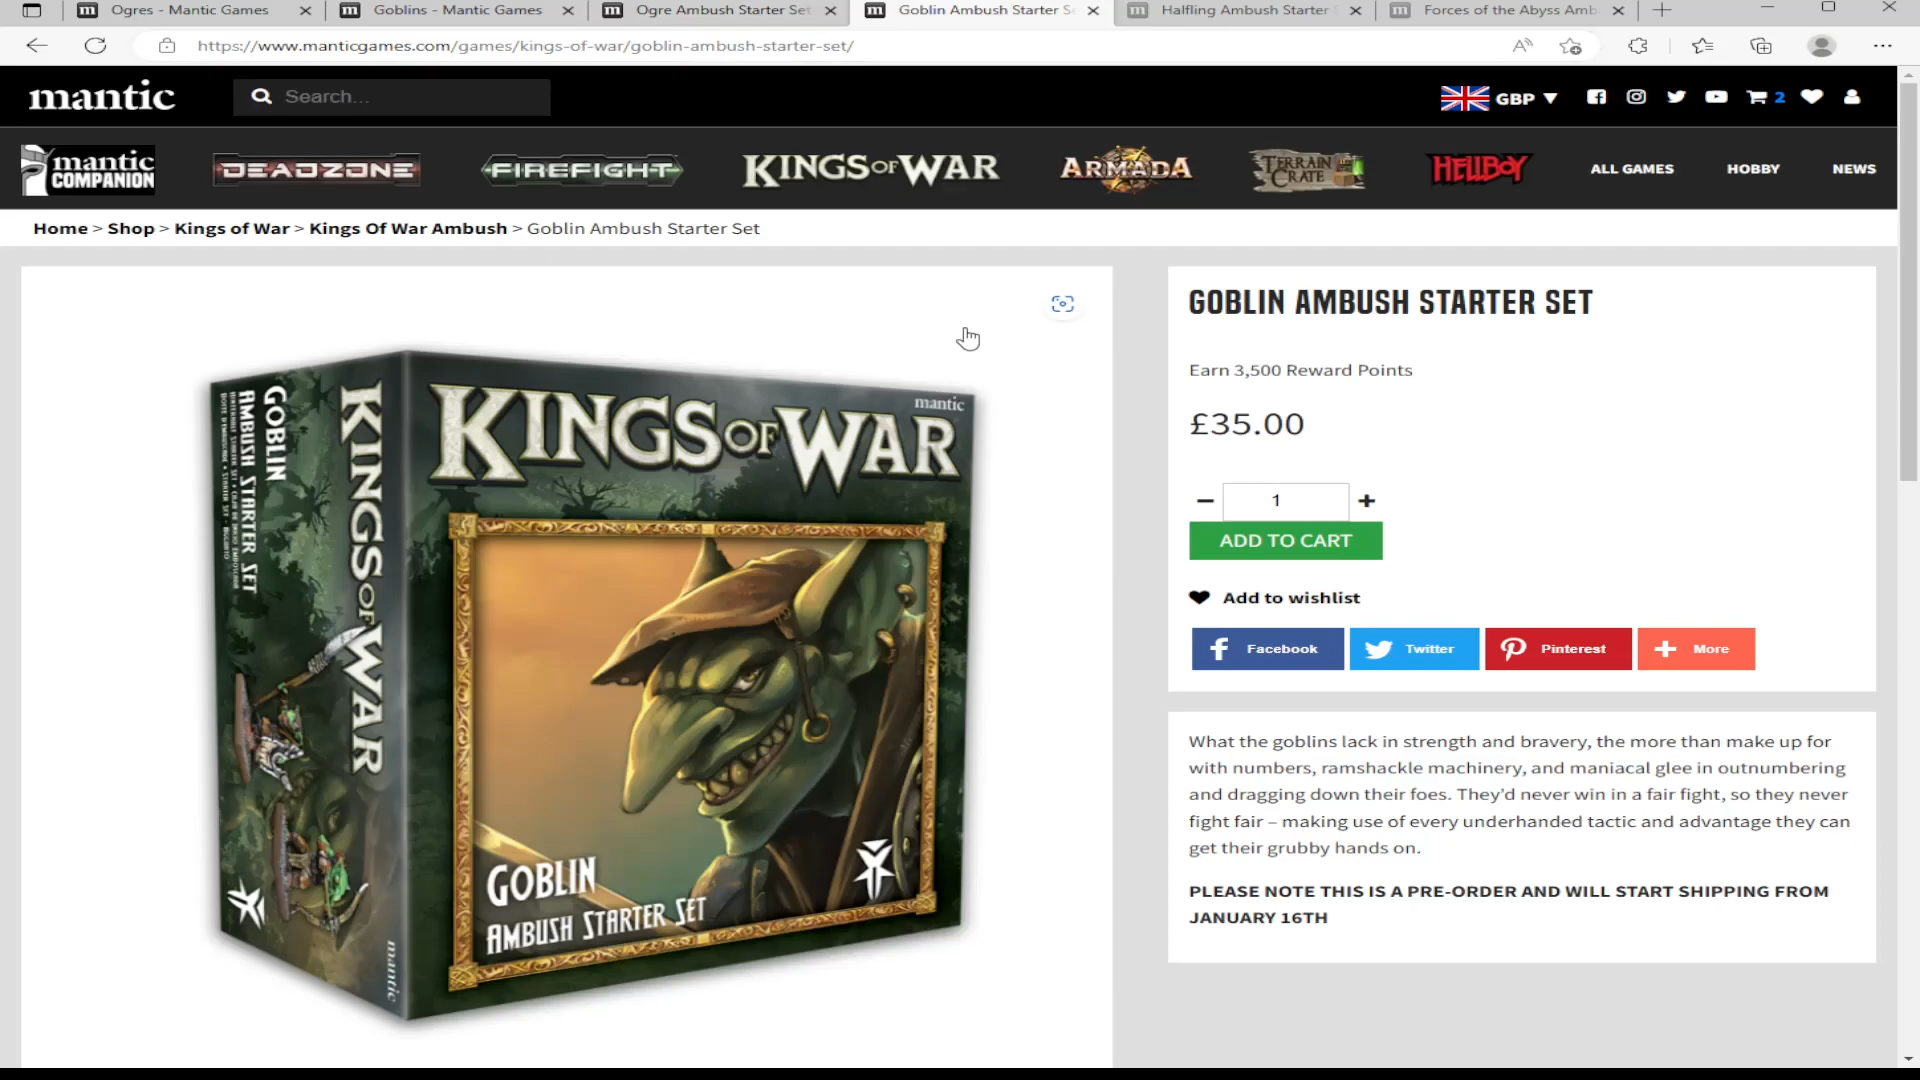 Ogres - Mantic Games
Goblins - Mantic Games
Ogre Ambush Starter Set
Goblin Ambush Starter S
Halfling Ambush Starter
Forces of the Abyss Amb
https://www.manticgames.com/games/kings-of-war/goblin-ambush-starter-set/
mantic
Search...
GBP
2
mantic
COMPANION
DEADZONE
FIREFIGHT
KINGS OF WAR
ARMADA
TERRAIN
CRATE
HELLBOY
ALL GAMES
HOBBY
NEWS
Home > Shop > Kings of War > Kings Of War Ambush > Goblin Ambush Starter Set
GOBLIN
AMBUSH STARTER SET
KINGS OF WAR
mantic
mantic
KINGS OF WAR
GOBLIN
AMBUSH STARTER SET
GOBLIN AMBUSH STARTER SET
Earn 3,500 Reward Points
£35.00
1
ADD TO CART
Add to wishlist
Facebook
Twitter
Pinterest
More
What the goblins lack in strength and bravery, the more than make up for
with numbers, ramshackle machinery, and maniacal glee in outnumbering
and dragging down their foes. They'd never win in a fair fight, so they never
fight fair – making use of every underhanded tactic and advantage they can
get their grubby hands on.
PLEASE NOTE THIS IS A PRE-ORDER AND WILL START SHIPPING FROM
JANUARY 16TH